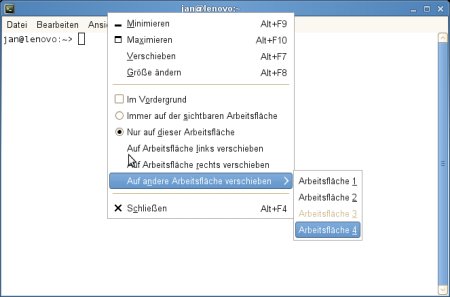 jan@lenovo:~
Datei Bearbeiten Ansi
jan@lenovo:~>
Minimieren Alt+F9
Maximieren Alt+F10
Verschieben Alt+F7
Größe ändern Alt+F8
Im Vordergrund
Immer auf der sichtbaren Arbeitsfläche
Nur auf dieser Arbeitsfläche
Auf Arbeitsfläche links verschieben
Auf Arbeitsfläche rechts verschieben
Auf andere Arbeitsfläche verschieben
Schließen Alt+F4
Arbeitsfläche 1
Arbeitsfläche 2
Arbeitsfläche 3
Arbeitsfläche 4